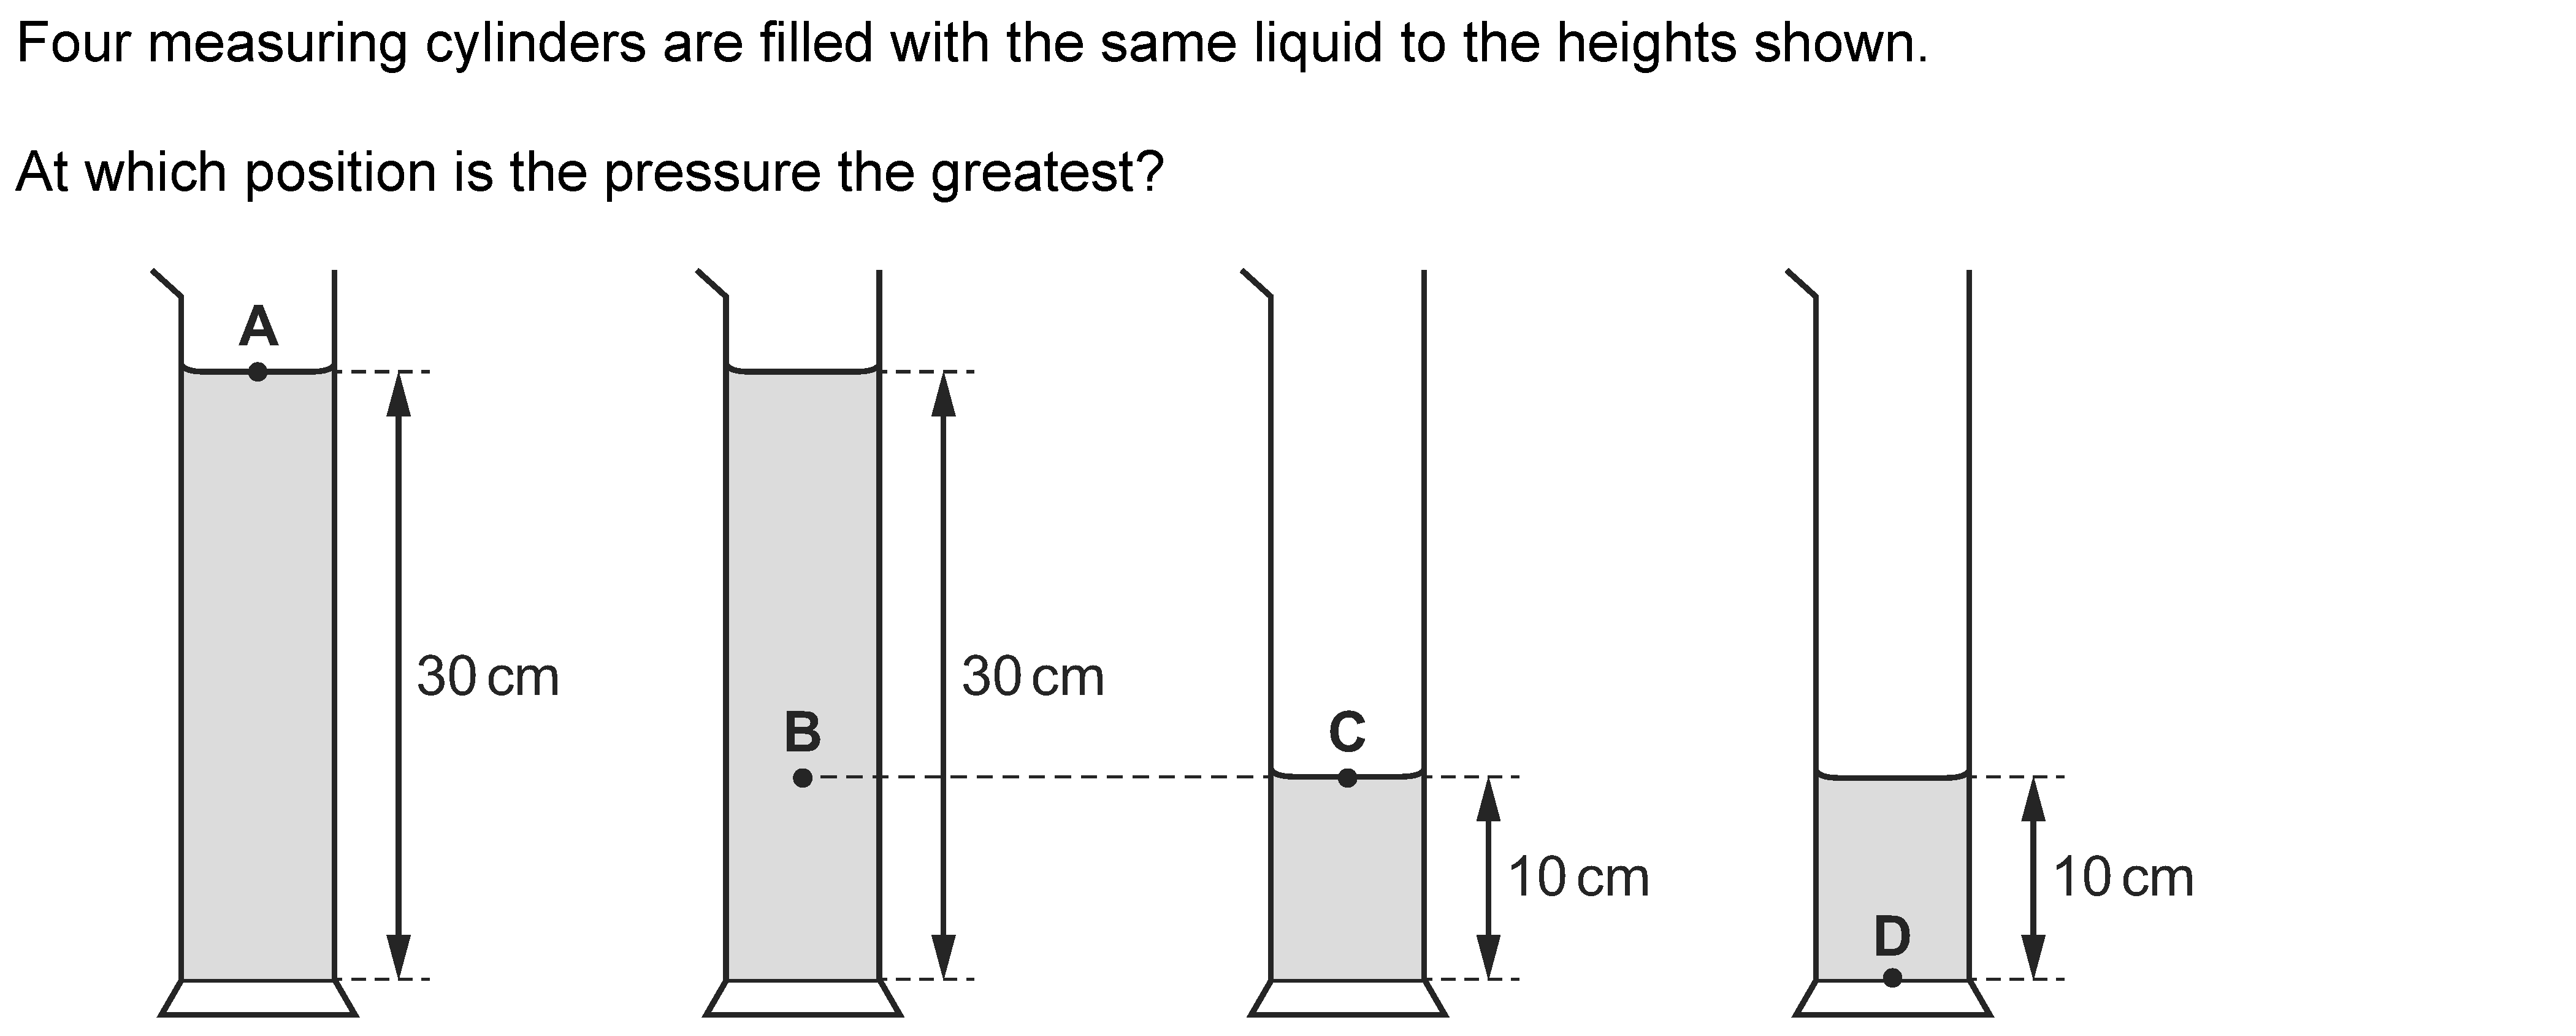 Four measuring cylinders are filled with the same liquid to the heights shown.
At which position is the pressure the greatest?
A
30 cm
B
30 cm
C
10 cm
D
10 cm